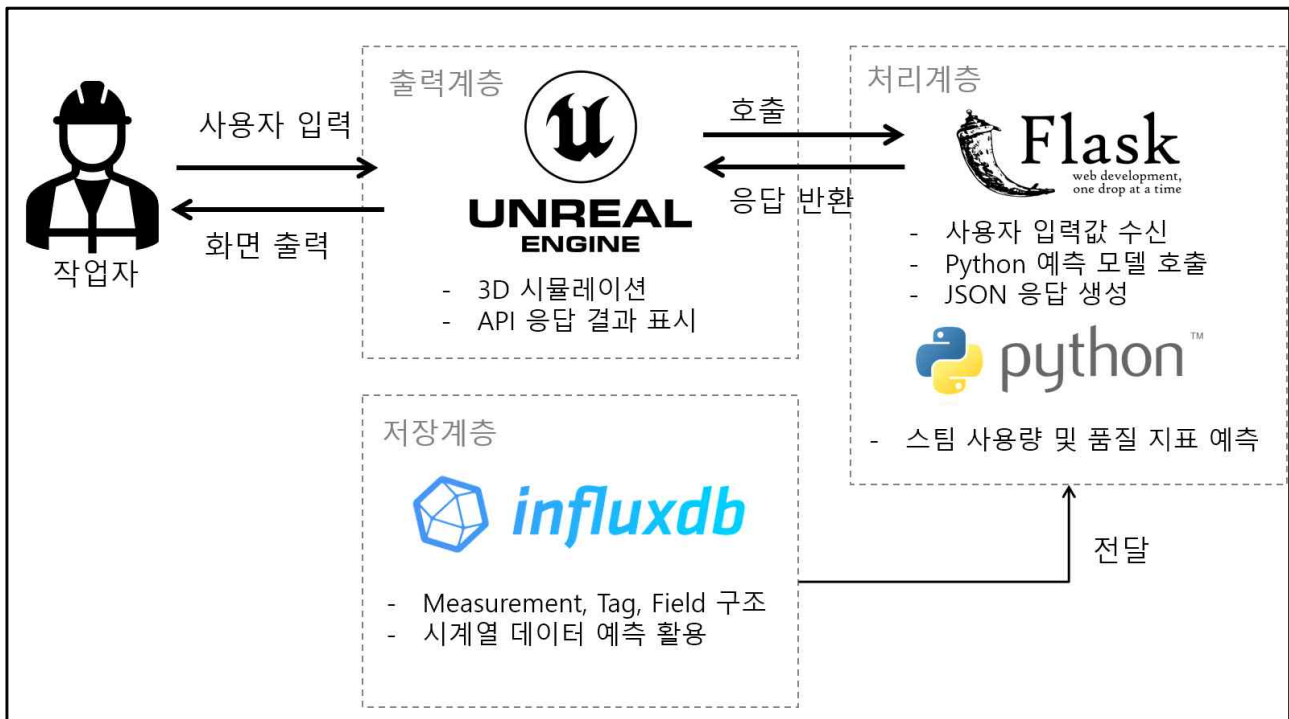 출력계층
사용자 입력
화면 출력
작업자
UNREAL
ENGINE
- 3D 시뮬레이션
- API 응답 결과 표시
호출
응답 반환
처리계층
Flask
web development,
one drop at a time
- 사용자 입력값 수신
- Python 예측 모델 호출
- JSON 응답 생성
python™
- 스팀 사용량 및 품질 지표 예측
저장계층
influxdb
- Measurement, Tag, Field 구조
- 시계열 데이터 예측 활용
전달